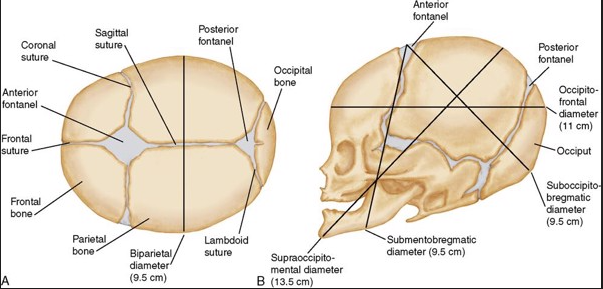 Coronal
suture
Sagittal
suture
Posterior
fontanel
Occipital
bone
Anterior
fontanel
Frontal
suture
Frontal
bone
Parietal
bone
Biparietal
diameter
(9.5 cm)
Lambdoid
suture
A
Anterior
fontanel
Posterior
fontanel
Occipito-
frontal
diameter
(11 cm)
Occiput
Suboccipito-
bregmatic
diameter
(9.5 cm)
Submentobregmatic
diameter (9.5 cm)
Supraoccipito-
mental diameter
(13.5 cm)
B